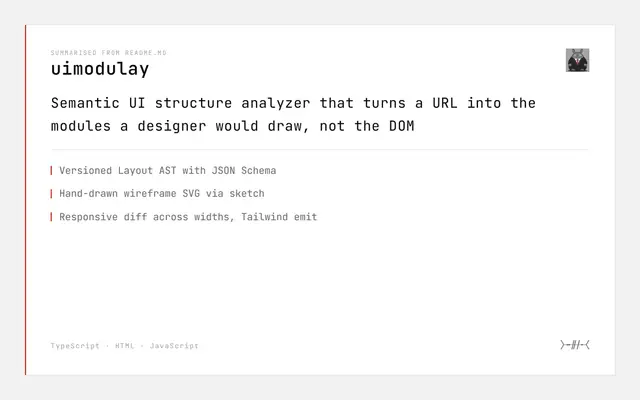 SUMMARISED FROM README.MD
uimodulay
Semantic UI structure analyzer that turns a URL into the
modules a designer would draw, not the DOM
Versioned Layout AST with JSON Schema
Hand-drawn wireframe SVG via sketch
Responsive diff across widths, Tailwind emit
TypeScript · HTML · JavaScript